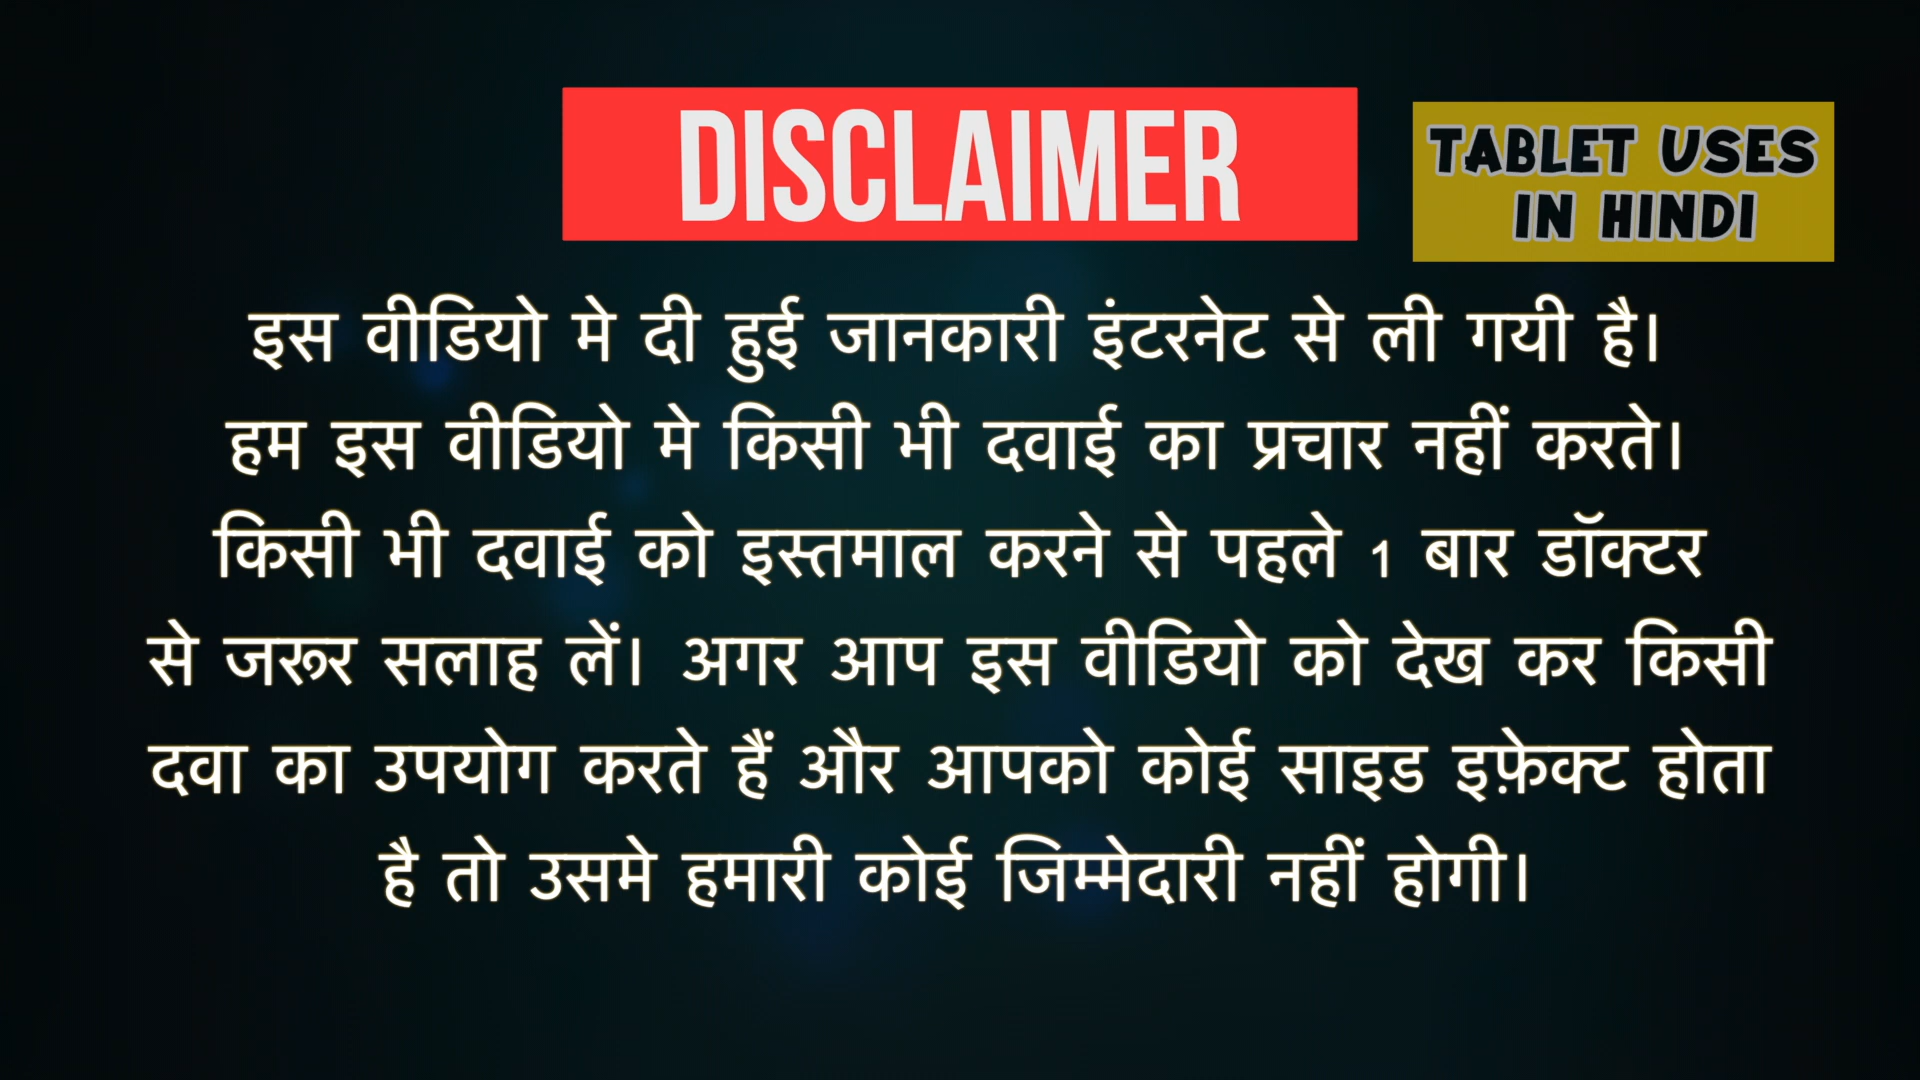 DISCLAIMER
TABLET USES
IN HINDI
इस वीडियो मे दी हुई जानकारी इंटरनेट से ली गयी है।
हम इस वीडियो मे किसी भी दवाई का प्रचार नहीं करते।
किसी भी दवाई को इस्तमाल करने से पहले 1 बार डॉक्टर
से जरूर सलाह लें। अगर आप इस वीडियो को देख कर किसी
दवा का उपयोग करते हैं और आपको कोई साइड इफ़ेक्ट होता
है तो उसमे हमारी कोई जिम्मेदारी नहीं होगी।